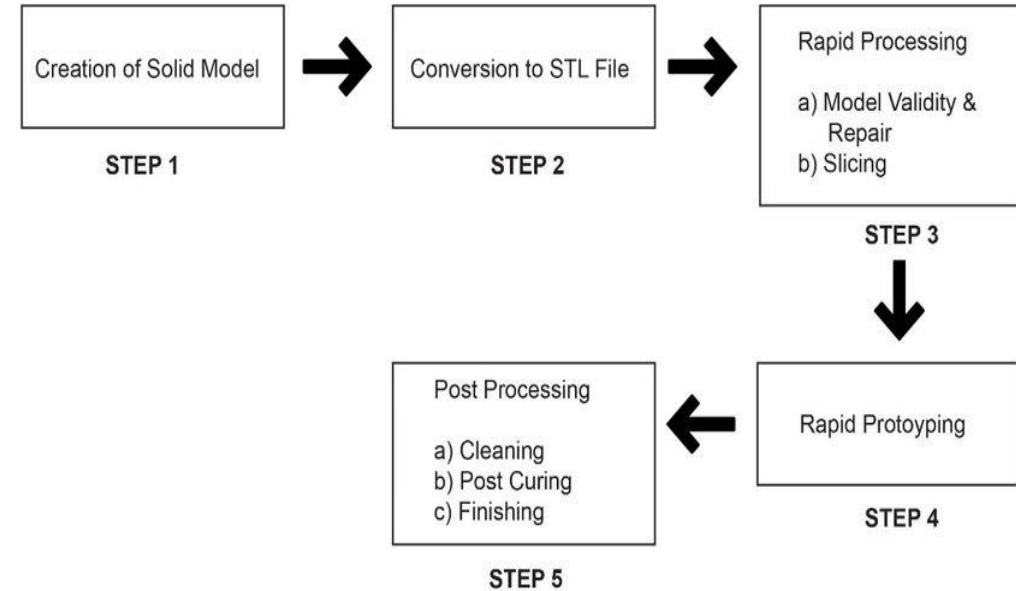 Creation of Solid Model
STEP 1
Conversion to STL File
STEP 2
Rapid Processing
a) Model Validity &
Repair
b) Slicing
STEP 3
Rapid Protoyping
STEP 4
Post Processing
a) Cleaning
b) Post Curing
c) Finishing
STEP 5